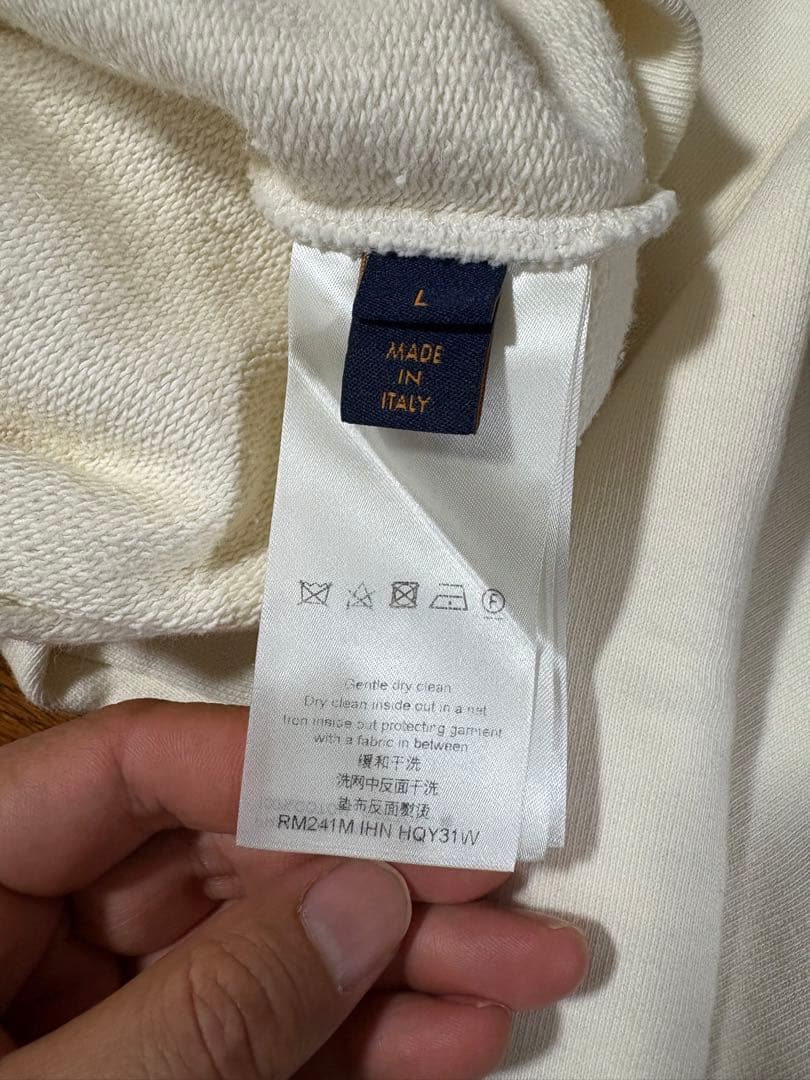 L
MADE
IN
ITALY
F
Gentle dry clean
Dry clean inside out in a net
Iron inside out protecting garment
with a fabric in between
缓和干洗
洗网中反面干洗
垫布反面熨烫
RM241M IHN HQY31W